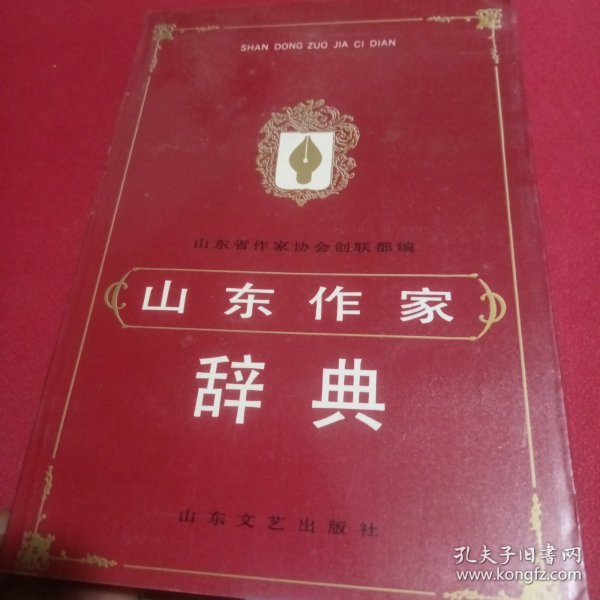 SHAN DONG ZUO JIA CI DIAN
山东省作家协会创联部编
山东作家
辞典
山东文艺出版社
孔夫子旧书网
www.kongfz.com